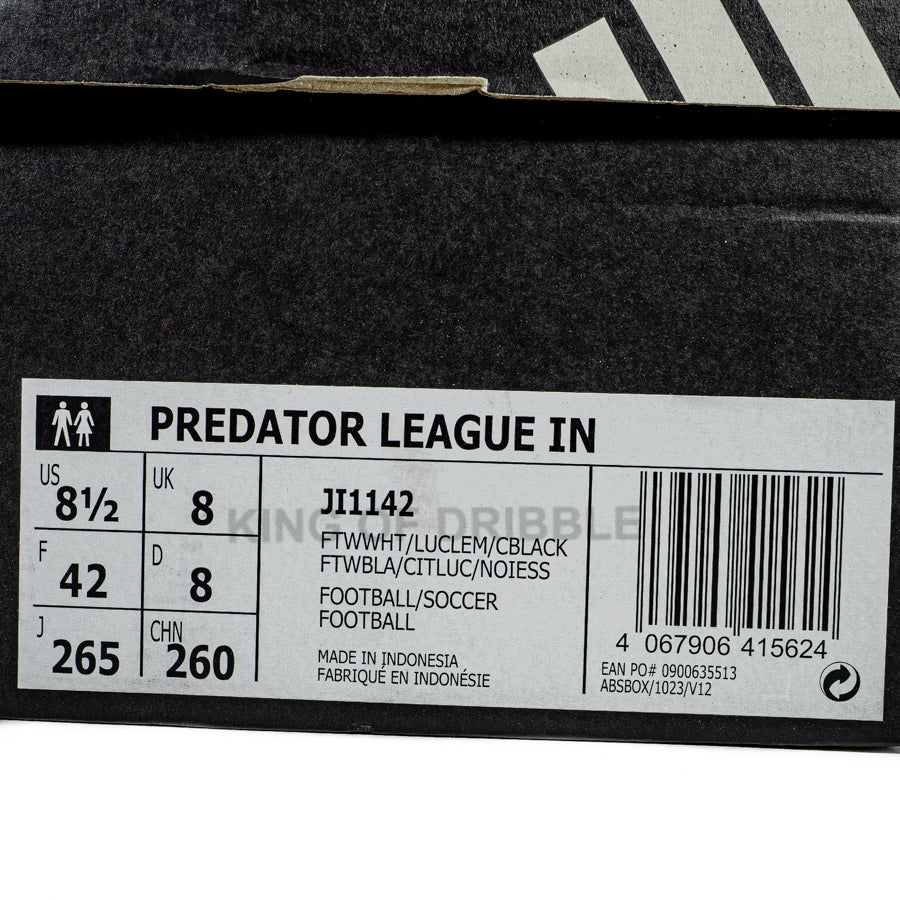 PREDATOR LEAGUE IN
US 8½ UK 8
F 42 D 8
J 265 CHN 260
JI1142
FTWWHT/LUCLEM/CBLACK
FTWBLA/CITLUC/NOIESS
FOOTBALL/SOCCER
FOOTBALL
MADE IN INDONESIA
FABRIQUÉ EN INDONÉSIE
4 067906 415624
EAN PO# 0900635513
ABSBOX/1023/V12
KING OF DRIBBLE